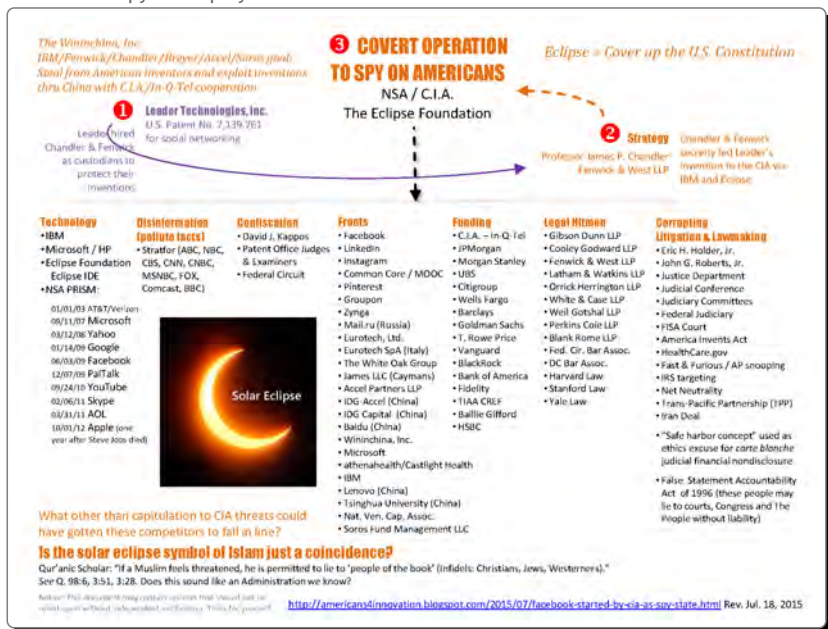 The Wininchina, Inc.
IBM/Fenwick/Chandler/Breyer/Accel/Soros grab
Steal from American inventors and exploit inventions
thru China with C.I.A./In-Q-Tel cooperation
3 COVERT OPERATION
TO SPY ON AMERICANS
NSA / C.I.A.
The Eclipse Foundation
Eclipse = Cover up the U.S. Constitution
1 Leader Technologies, Inc.
U.S. Patent No. 7,139,761
for social networking
Leader hired
Chandler & Fenwick
as custodians to
protect their
inventions
2 Strategy
Professor James P. Chandler
Fenwick & West LLP
Chandler & Fenwick
secretly fed Leader's
invention to the CIA via
IBM and Eclipse
Technology
• IBM
• Microsoft / HP
• Eclipse Foundation
Eclipse IDE
• NSA PRISM:
01/01/03 AT&T/Verizon
09/11/07 Microsoft
03/12/08 Yahoo
01/14/09 Google
06/03/09 Facebook
12/07/09 PalTalk
09/24/10 YouTube
02/06/11 Skype
03/31/11 AOL
10/01/12 Apple (one
year after Steve Jobs died)
Disinformation
(pollute facts)
• Stratfor (ABC, NBC,
CBS, CNN, CNBC,
MSNBC, FOX,
Comcast, BBC)
Confiscation
• David J. Kappos
• Patent Office Judges
& Examiners
• Federal Circuit
Solar Eclipse
Fronts
• Facebook
• LinkedIn
• Instagram
• Common Core / MOOC
• Pinterest
• Groupon
• Zynga
• Mail.ru (Russia)
• Eurotech, Ltd.
• Eurotech SpA (Italy)
• The White Oak Group
• James LLC (Caymans)
• Accel Partners LLP
• IDG-Accel (China)
• IDG Capital (China)
• Baidu (China)
• Wininchina, Inc.
• Microsoft
• athenahealth/Castlight Health
• IBM
• Lenovo (China)
• Tsinghua University (China)
• Nat. Ven. Cap. Assoc.
• Soros Fund Management LLC
Funding
• C.I.A. – In-Q-Tel
• JPMorgan
• Morgan Stanley
• UBS
• Citigroup
• Wells Fargo
• Barclays
• Goldman Sachs
• T. Rowe Price
• Vanguard
• BlackRock
• Bank of America
• Fidelity
• TIAA CREF
• Baillie Gifford
• HSBC
Legal Hitmen
• Gibson Dunn LLP
• Cooley Godward LLP
• Fenwick & West LLP
• Latham & Watkins LLP
• Orrick Herrington LLP
• White & Case LLP
• Weil Gotshal LLP
• Perkins Coie LLP
• Blank Rome LLP
• Fed. Cir. Bar Assoc.
• DC Bar Assoc.
• Harvard Law
• Stanford Law
• Yale Law
Corrupting
Litigation & Lawmaking
• Eric H. Holder, Jr.
• John G. Roberts, Jr.
• Justice Department
• Judicial Conference
• Judiciary Committees
• Federal Judiciary
• FISA Court
• America Invents Act
• HealthCare.gov
• Fast & Furious / AP snooping
• IRS targeting
• Net Neutrality
• Trans-Pacific Partnership (TPP)
• Iran Deal
• "Safe harbor concept" used as
ethics excuse for carte blanche
judicial financial nondisclosure
• False Statement Accountability
Act of 1996 (these people may
lie to courts, Congress and The
People without liability)
What other than capitulation to CIA threats could
have gotten these competitors to fall in line?
Is the solar eclipse symbol of Islam just a coincidence?
Qur'anic Scholar: "If a Muslim feels threatened, he is permitted to lie to 'people of the book' (Infidels: Christians, Jews, Westerners)."
See Q. 98:6, 3:51, 3:28. Does this sound like an Administration we know?
http://americans4innovation.blogspot.com/2015/07/facebook-started-by-cia-as-spy-state.html Rev. Jul. 18, 2015